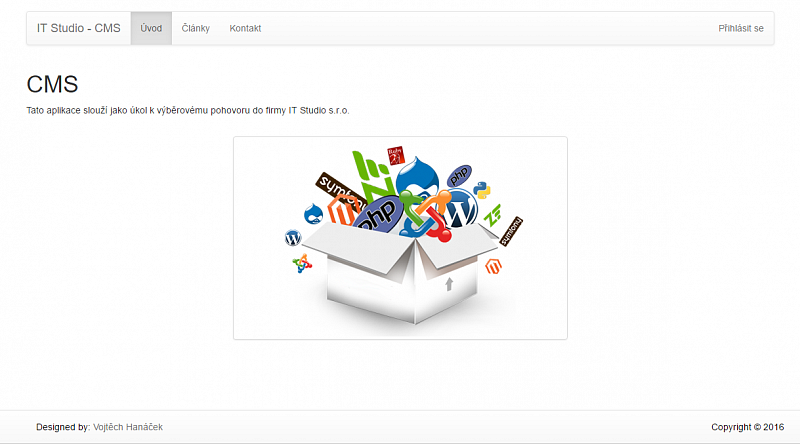 IT Studio - CMS
Úvod
Články
Kontakt
Přihlásit se
CMS
Tato aplikace slouží jako úkol k výběrovému pohovoru do firmy IT Studio s.r.o.
Ruby
symfony
php
php
symfony
Designed by: Vojtěch Hanáček
Copyright © 2016